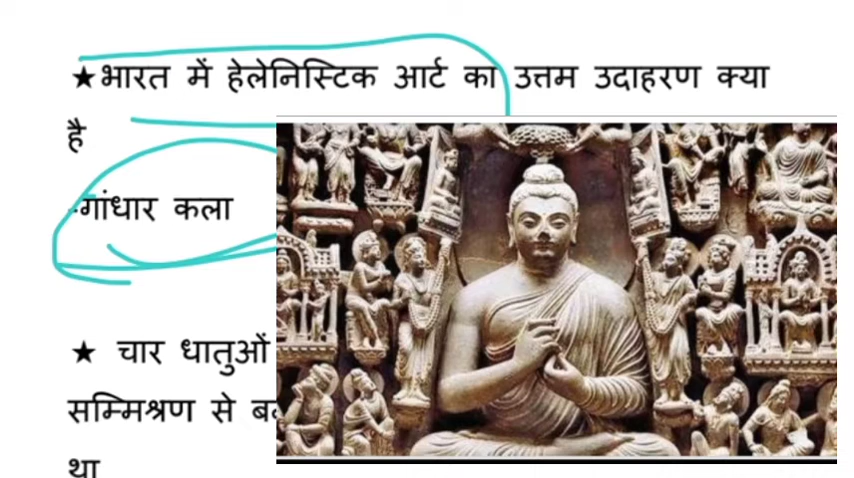 ★भारत में हेलेनिस्टिक आर्ट का उत्तम उदाहरण क्या
है
-गांधार कला
★ चार धातुओं
सम्मिश्रण से
था